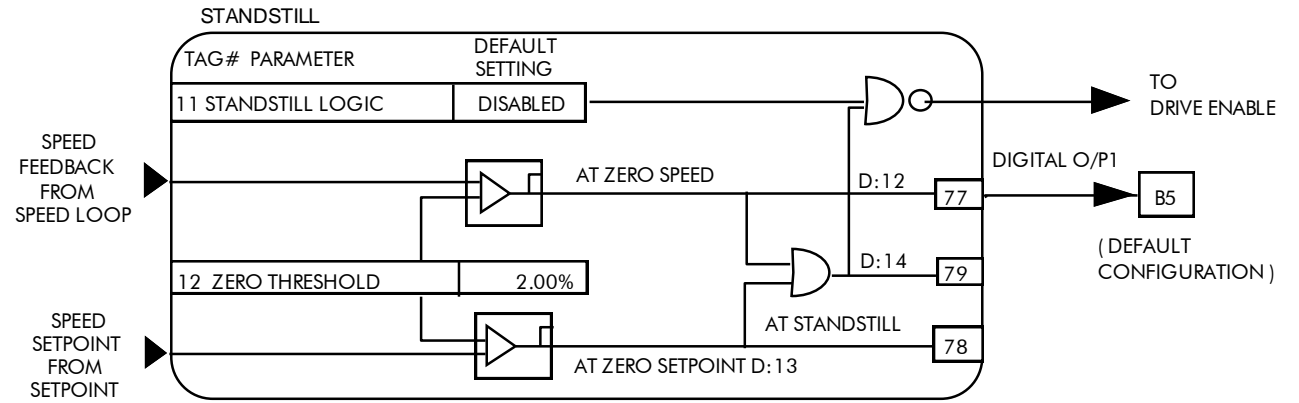 STANDSTILL
TAG# PARAMETER
DEFAULT
SETTING
11 STANDSTILL LOGIC
DISABLED
TO
DRIVE ENABLE
SPEED
FEEDBACK
FROM
SPEED LOOP
AT ZERO SPEED
D:12
77
DIGITAL O/P1
B5
( DEFAULT
CONFIGURATION )
12 ZERO THRESHOLD
2.00%
D:14
79
SPEED
SETPOINT
FROM
SETPOINT
AT STANDSTILL
78
AT ZERO SETPOINT D:13